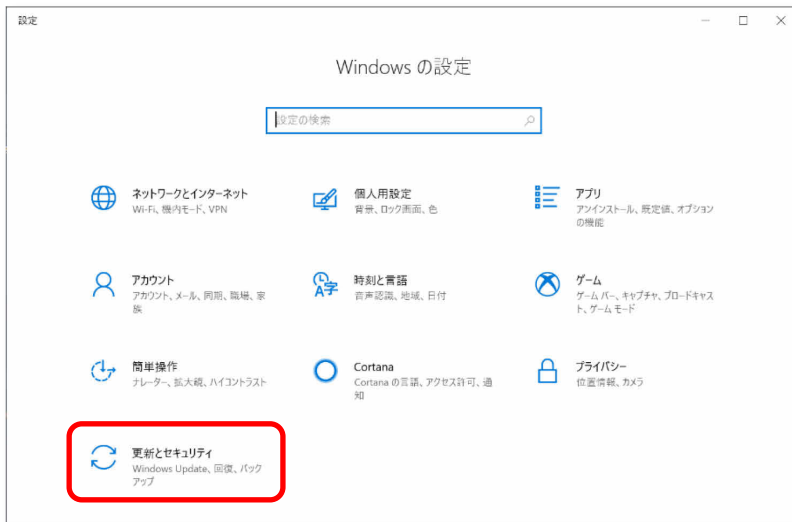 設定
Windows の設定
設定の検索
ネットワークとインターネット
Wi-Fi、機内モード、VPN
個人用設定
背景、ロック画面、色
アプリ
アンインストール、既定値、オプション
の機能
アカウント
アカウント、メール、同期、職場、家
族
時刻と言語
音声認識、地域、日付
ゲーム
ゲーム バー、キャプチャ、ブロードキャス
ト、ゲーム モード
簡単操作
ナレーター、拡大鏡、ハイコントラスト
Cortana
Cortana の言語、アクセス許可、通
知
プライバシー
位置情報、カメラ
更新とセキュリティ
Windows Update、回復、バック
アップ